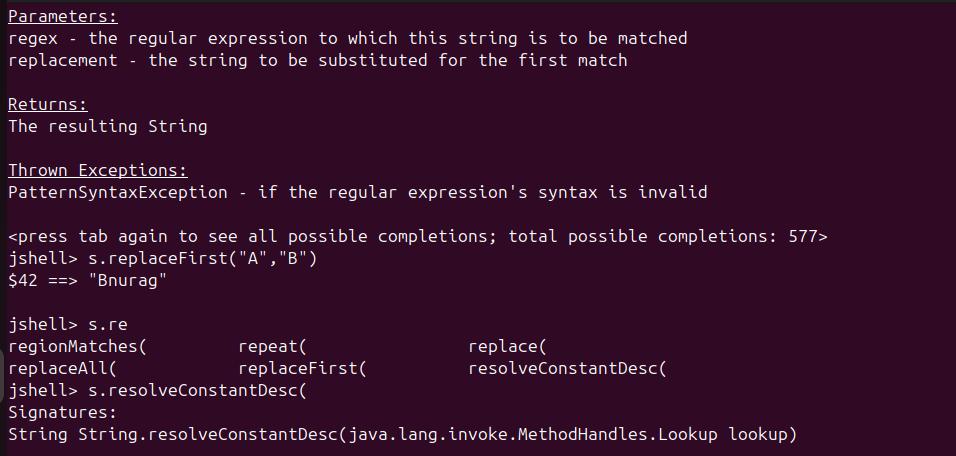 Parameters:
regex - the regular expression to which this string is to be matched
replacement - the string to be substituted for the first match

Returns:
The resulting String

Thrown Exceptions:
PatternSyntaxException - if the regular expression's syntax is invalid

<press tab again to see all possible completions; total possible completions: 577>
jshell> s.replaceFirst("A","B")
$42 ==> "Bnurag"

jshell> s.re
regionMatches(         repeat(                replace(
replaceAll(            replaceFirst(          resolveConstantDesc(
jshell> s.resolveConstantDesc(
Signatures:
String String.resolveConstantDesc(java.lang.invoke.MethodHandles.Lookup lookup)